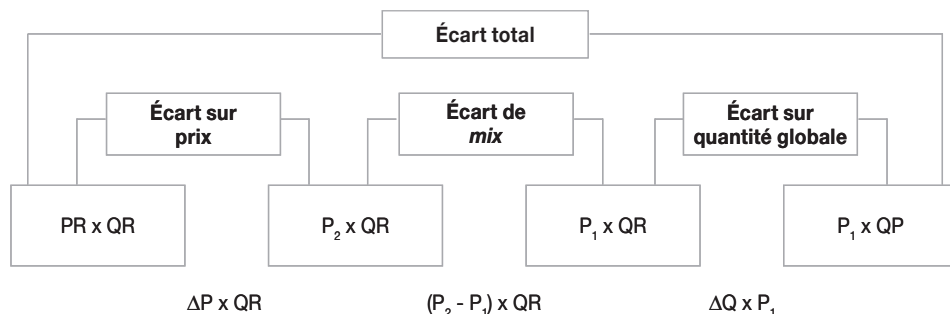 Écart total
Écart sur
prix
Écart de
mix
Écart sur
quantité globale
PR x QR
P₂ x QR
P₁ x QR
P₁ x QP
ΔP x QR
(P₂ - P₁) x QR
ΔQ x P₁